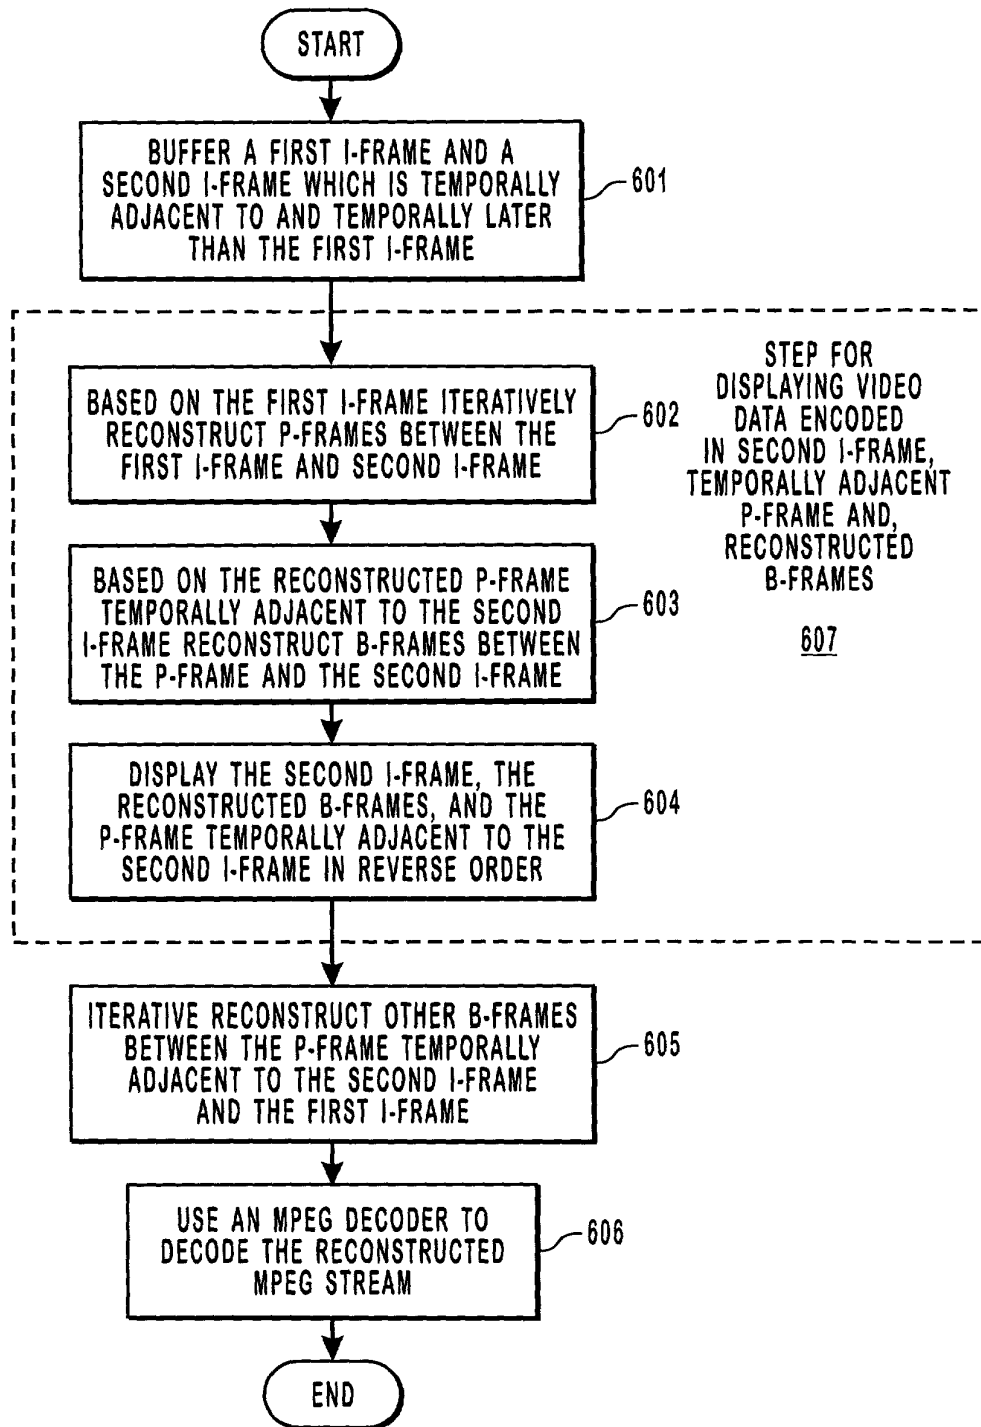 START
BUFFER A FIRST I-FRAME AND A
SECOND I-FRAME WHICH IS TEMPORALLY
ADJACENT TO AND TEMPORALLY LATER
THAN THE FIRST I-FRAME
601
BASED ON THE FIRST I-FRAME ITERATIVELY
RECONSTRUCT P-FRAMES BETWEEN THE
FIRST I-FRAME AND SECOND I-FRAME
602
STEP FOR
DISPLAYING VIDEO
DATA ENCODED
IN SECOND I-FRAME,
TEMPORALLY ADJACENT
P-FRAME AND,
RECONSTRUCTED
B-FRAMES
607
BASED ON THE RECONSTRUCTED P-FRAME
TEMPORALLY ADJACENT TO THE SECOND
I-FRAME RECONSTRUCT B-FRAMES BETWEEN
THE P-FRAME AND THE SECOND I-FRAME
603
DISPLAY THE SECOND I-FRAME, THE
RECONSTRUCTED B-FRAMES, AND THE
P-FRAME TEMPORALLY ADJACENT TO THE
SECOND I-FRAME IN REVERSE ORDER
604
ITERATIVE RECONSTRUCT OTHER B-FRAMES
BETWEEN THE P-FRAME TEMPORALLY
ADJACENT TO THE SECOND I-FRAME
AND THE FIRST I-FRAME
605
USE AN MPEG DECODER TO
DECODE THE RECONSTRUCTED
MPEG STREAM
606
END